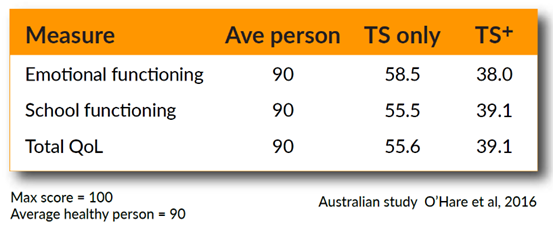 Measure Ave person TS only TS+
Emotional functioning 90 58.5 38.0
School functioning 90 55.5 39.1
Total QoL 90 55.6 39.1
Max score = 100
Average healthy person = 90
Australian study O'Hare et al, 2016